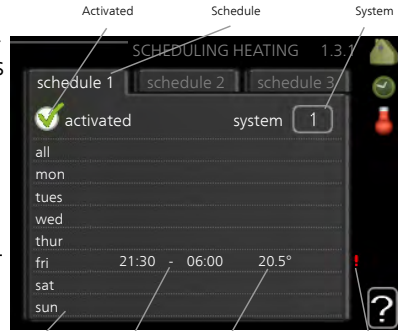 Activated Schedule System
SCHEDULING HEATING 1.3.1
schedule 1 schedule 2 schedule 3
activated system 1
all
mon
tues
wed
thur
fri 21:30 - 06:00 20.5° !
sat
sun
?